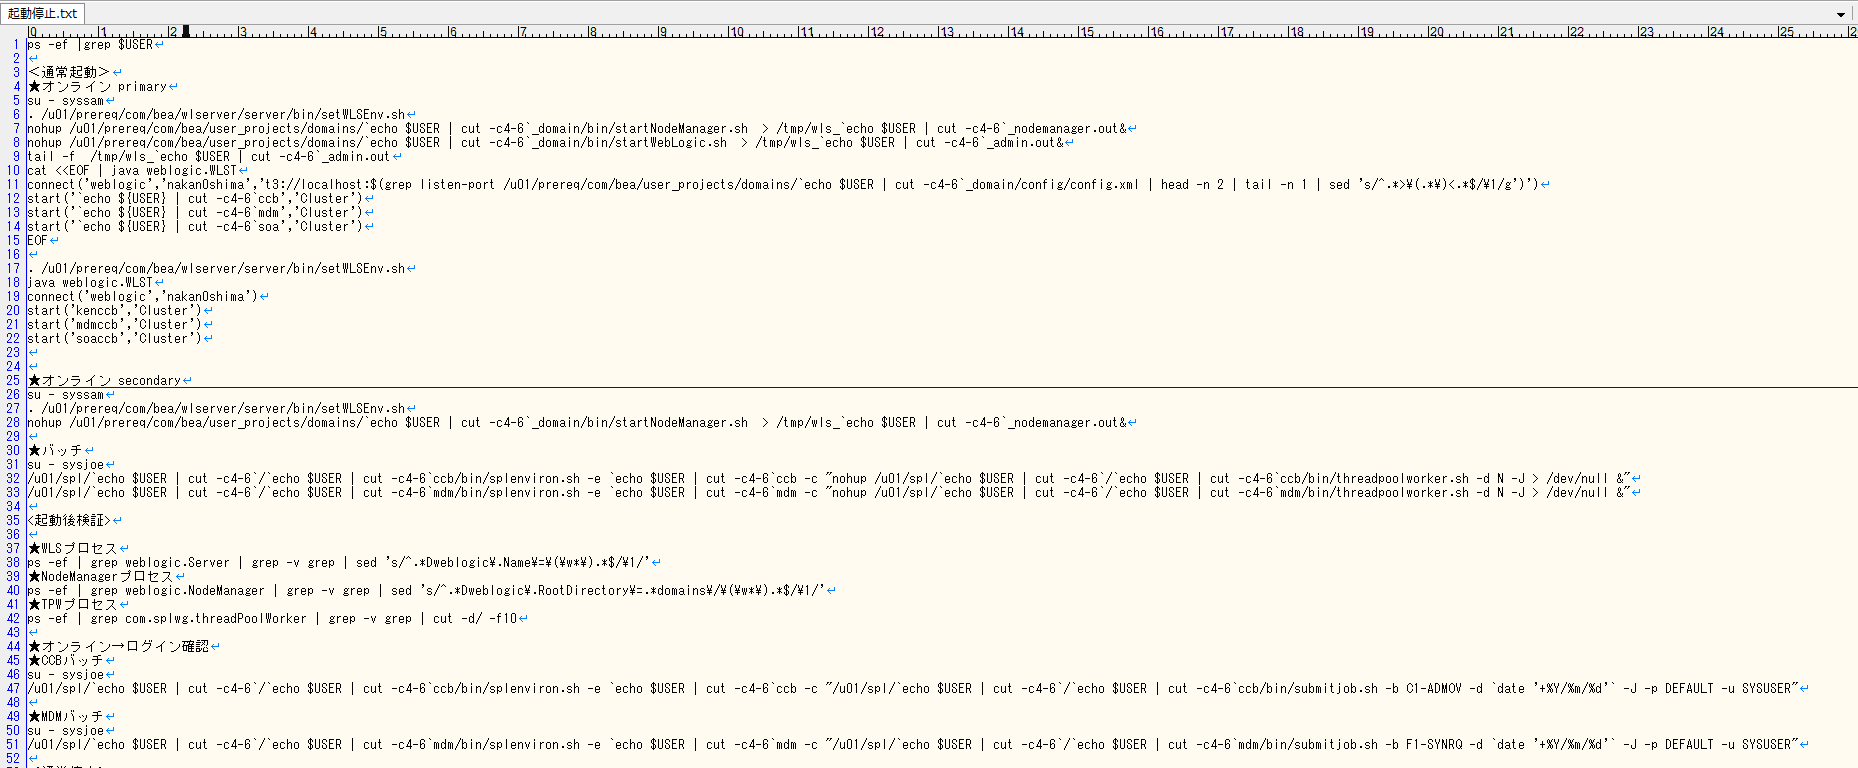 起動停止.txt
0 1 2 3 4 5 6 7 8 9 10 11 12 13 14 15 16 17 18 19 20 21 22 23 24 25 26
1 ps -ef |grep $USER↵
2 ↵
3 <通常起動>↵
4 ★オンライン primary↵
5 su - syssam↵
6 . /u01/prereq/com/bea/wlserver/server/bin/setWLSEnv.sh↵
7 nohup /u01/prereq/com/bea/user_projects/domains/`echo $USER | cut -c4-6`_domain/bin/startNodeManager.sh  > /tmp/wls_`echo $USER | cut -c4-6`_nodemanager.out&↵
8 nohup /u01/prereq/com/bea/user_projects/domains/`echo $USER | cut -c4-6`_domain/bin/startWebLogic.sh  > /tmp/wls_`echo $USER | cut -c4-6`_admin.out&↵
9 tail -f  /tmp/wls_`echo $USER | cut -c4-6`_admin.out↵
10 cat <<EOF | java weblogic.WLST↵
11 connect('weblogic','nakanOshima','t3://localhost:$(grep listen-port /u01/prereq/com/bea/user_projects/domains/`echo $USER | cut -c4-6`_domain/config/config.xml | head -n 2 | tail -n 1 | sed 's/^.*>¥(.*¥)<.*$/¥1/g')')↵
12 start('`echo ${USER} | cut -c4-6`ccb','Cluster')↵
13 start('`echo ${USER} | cut -c4-6`mdm','Cluster')↵
14 start('`echo ${USER} | cut -c4-6`soa','Cluster')↵
15 EOF↵
16 ↵
17 . /u01/prereq/com/bea/wlserver/server/bin/setWLSEnv.sh↵
18 java weblogic.WLST↵
19 connect('weblogic','nakanOshima')↵
20 start('kenccb','Cluster')↵
21 start('mdmccb','Cluster')↵
22 start('soaccb','Cluster')↵
23 ↵
24 ↵
25 ★オンライン secondary↵
26 su - syssam↵
27 . /u01/prereq/com/bea/wlserver/server/bin/setWLSEnv.sh↵
28 nohup /u01/prereq/com/bea/user_projects/domains/`echo $USER | cut -c4-6`_domain/bin/startNodeManager.sh  > /tmp/wls_`echo $USER | cut -c4-6`_nodemanager.out&↵
29 ↵
30 ★バッチ↵
31 su - sysjoe↵
32 /u01/spl/`echo $USER | cut -c4-6`/`echo $USER | cut -c4-6`ccb/bin/splenviron.sh -e `echo $USER | cut -c4-6`ccb -c "nohup /u01/spl/`echo $USER | cut -c4-6`/`echo $USER | cut -c4-6`ccb/bin/threadpoolworker.sh -d N -J > /dev/null &"↵
33 /u01/spl/`echo $USER | cut -c4-6`/`echo $USER | cut -c4-6`mdm/bin/splenviron.sh -e `echo $USER | cut -c4-6`mdm -c "nohup /u01/spl/`echo $USER | cut -c4-6`/`echo $USER | cut -c4-6`mdm/bin/threadpoolworker.sh -d N -J > /dev/null &"↵
34 ↵
35 <起動後検証>↵
36 ↵
37 ★WLSプロセス↵
38 ps -ef | grep weblogic.Server | grep -v grep | sed 's/^.*Dweblogic¥.Name¥=¥(¥w*¥).*$/¥1/'↵
39 ★NodeManagerプロセス↵
40 ps -ef | grep weblogic.NodeManager | grep -v grep | sed 's/^.*Dweblogic¥.RootDirectory¥=.*domains¥/¥(¥w*¥).*$/¥1/'↵
41 ★TPWプロセス↵
42 ps -ef | grep com.splwg.threadPoolWorker | grep -v grep | cut -d/ -f10↵
43 ↵
44 ★オンライン→ログイン確認↵
45 ★CCBバッチ↵
46 su - sysjoe↵
47 /u01/spl/`echo $USER | cut -c4-6`/`echo $USER | cut -c4-6`ccb/bin/splenviron.sh -e `echo $USER | cut -c4-6`ccb -c "/u01/spl/`echo $USER | cut -c4-6`/`echo $USER | cut -c4-6`ccb/bin/submitjob.sh -b C1-ADMOV -d `date '+%Y/%m/%d'` -J -p DEFAULT -u SYSUSER"↵
48 ↵
49 ★MDMバッチ↵
50 su - sysjoe↵
51 /u01/spl/`echo $USER | cut -c4-6`/`echo $USER | cut -c4-6`mdm/bin/splenviron.sh -e `echo $USER | cut -c4-6`mdm -c "/u01/spl/`echo $USER | cut -c4-6`/`echo $USER | cut -c4-6`mdm/bin/submitjob.sh -b F1-SYNRQ -d `date '+%Y/%m/%d'` -J -p DEFAULT -u SYSUSER"↵
52 ↵